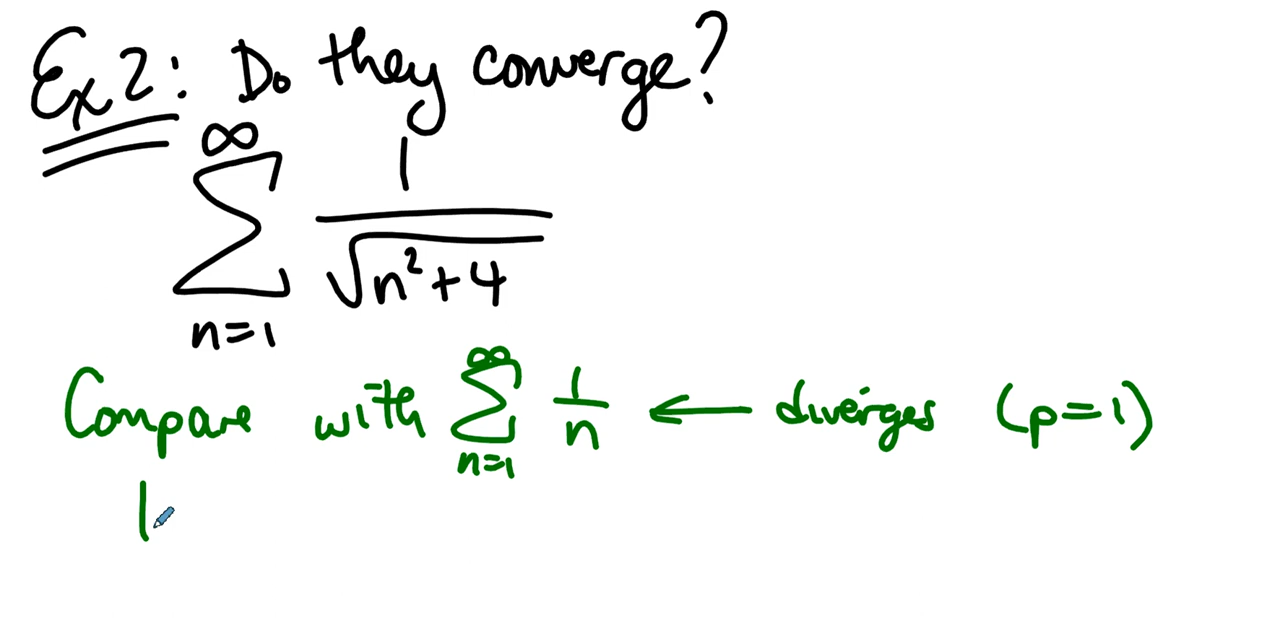 Ex 2: Do they converge?
∞
∑ 1/√(n²+4)
n=1
Compare with ∞∑n=1 1/n ← diverges (p=1)